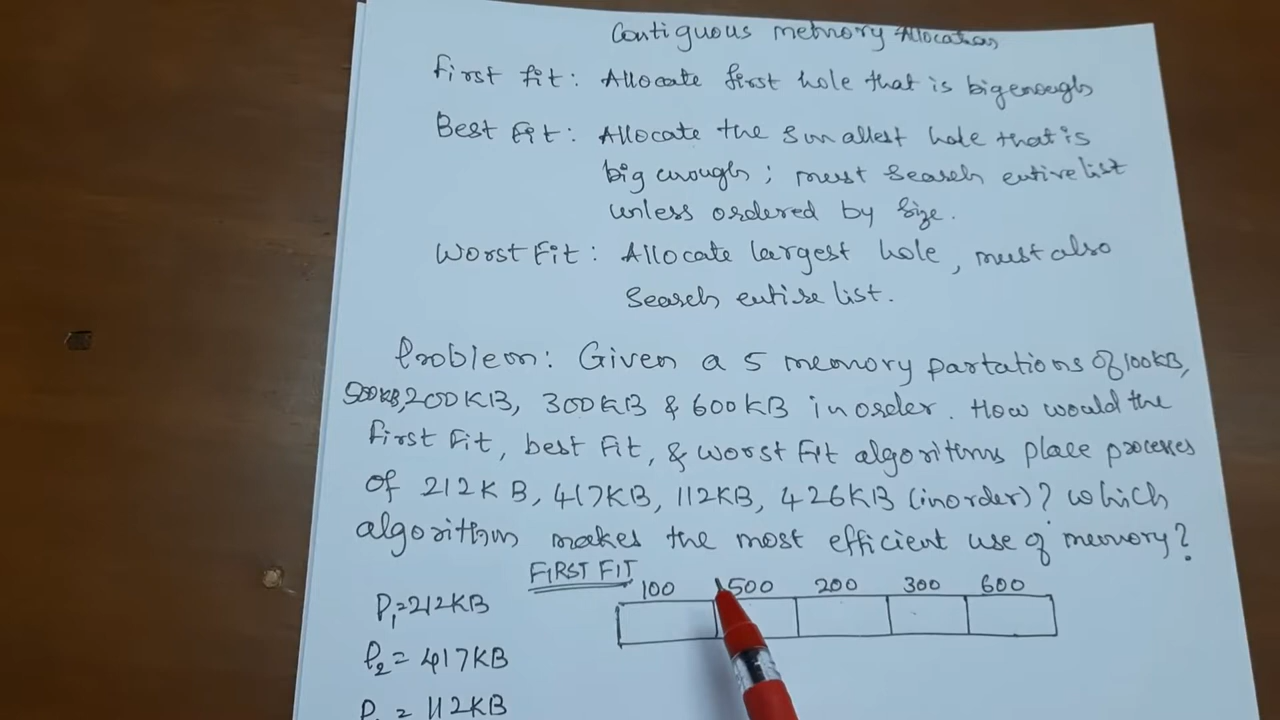 Contiguous memory Allocation
First fit: Allocate first hole that is big enough
Best Fit: Allocate the smallest hole that is
big enough; must search entire list
unless ordered by size.
Worst Fit: Allocate largest hole, must also
Search entire list.
Problem: Given a 5 memory partations of 100KB,
500KB, 200KB, 300KB & 600KB in order. How would the
First Fit, best Fit, & worst Fit algorithms place processes
of 212KB, 417KB, 112KB, 426KB (in order)? Which
algorithm makes the most efficient use of memory?
FIRST FIT
100 500 200 300 600
P1=212KB
P2=417KB
P =112KB